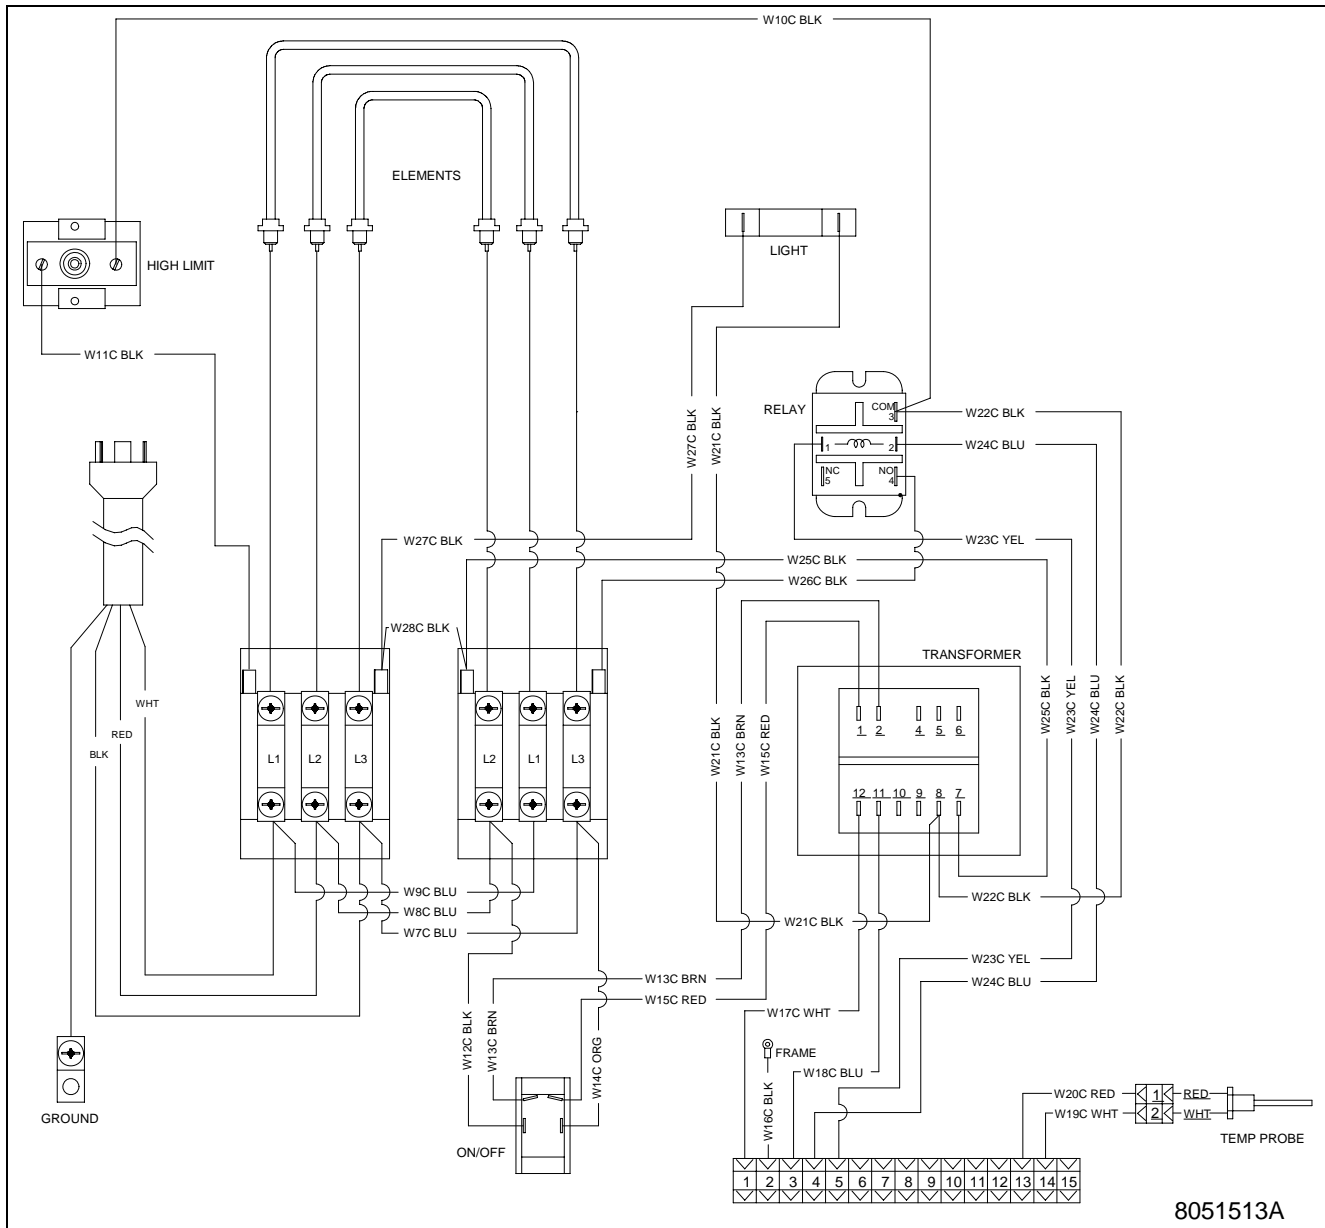 W10C BLK
ELEMENTS
HIGH LIMIT
LIGHT
W11C BLK
RELAY
COM
3
1
2
NC
5
NO
4
W22C BLK
W24C BLU
W27C BLK
W21C BLK
W27C BLK
W23C YEL
W25C BLK
W26C BLK
W28C BLK
TRANSFORMER
WHT
RED
BLK
W21C BLK
W13C BRN
W15C RED
W25C BLK
W23C YEL
W24C BLU
W22C BLK
1 2 4 5 6
L1 L2 L3
L2 L1 L3
12 11 10 9 8 7
W9C BLU
W8C BLU
W7C BLU
W22C BLK
W21C BLK
W23C YEL
W13C BRN
W24C BLU
W15C RED
W17C WHT
W12C BLK
W13C BRN
W14C ORG
FRAME
W18C BLU
W16C BLK
GROUND
ON/OFF
W20C RED
1
RED
W19C WHT
2
WHT
TEMP PROBE
1 2 3 4 5 6 7 8 9 10 11 12 13 14 15
8051513A